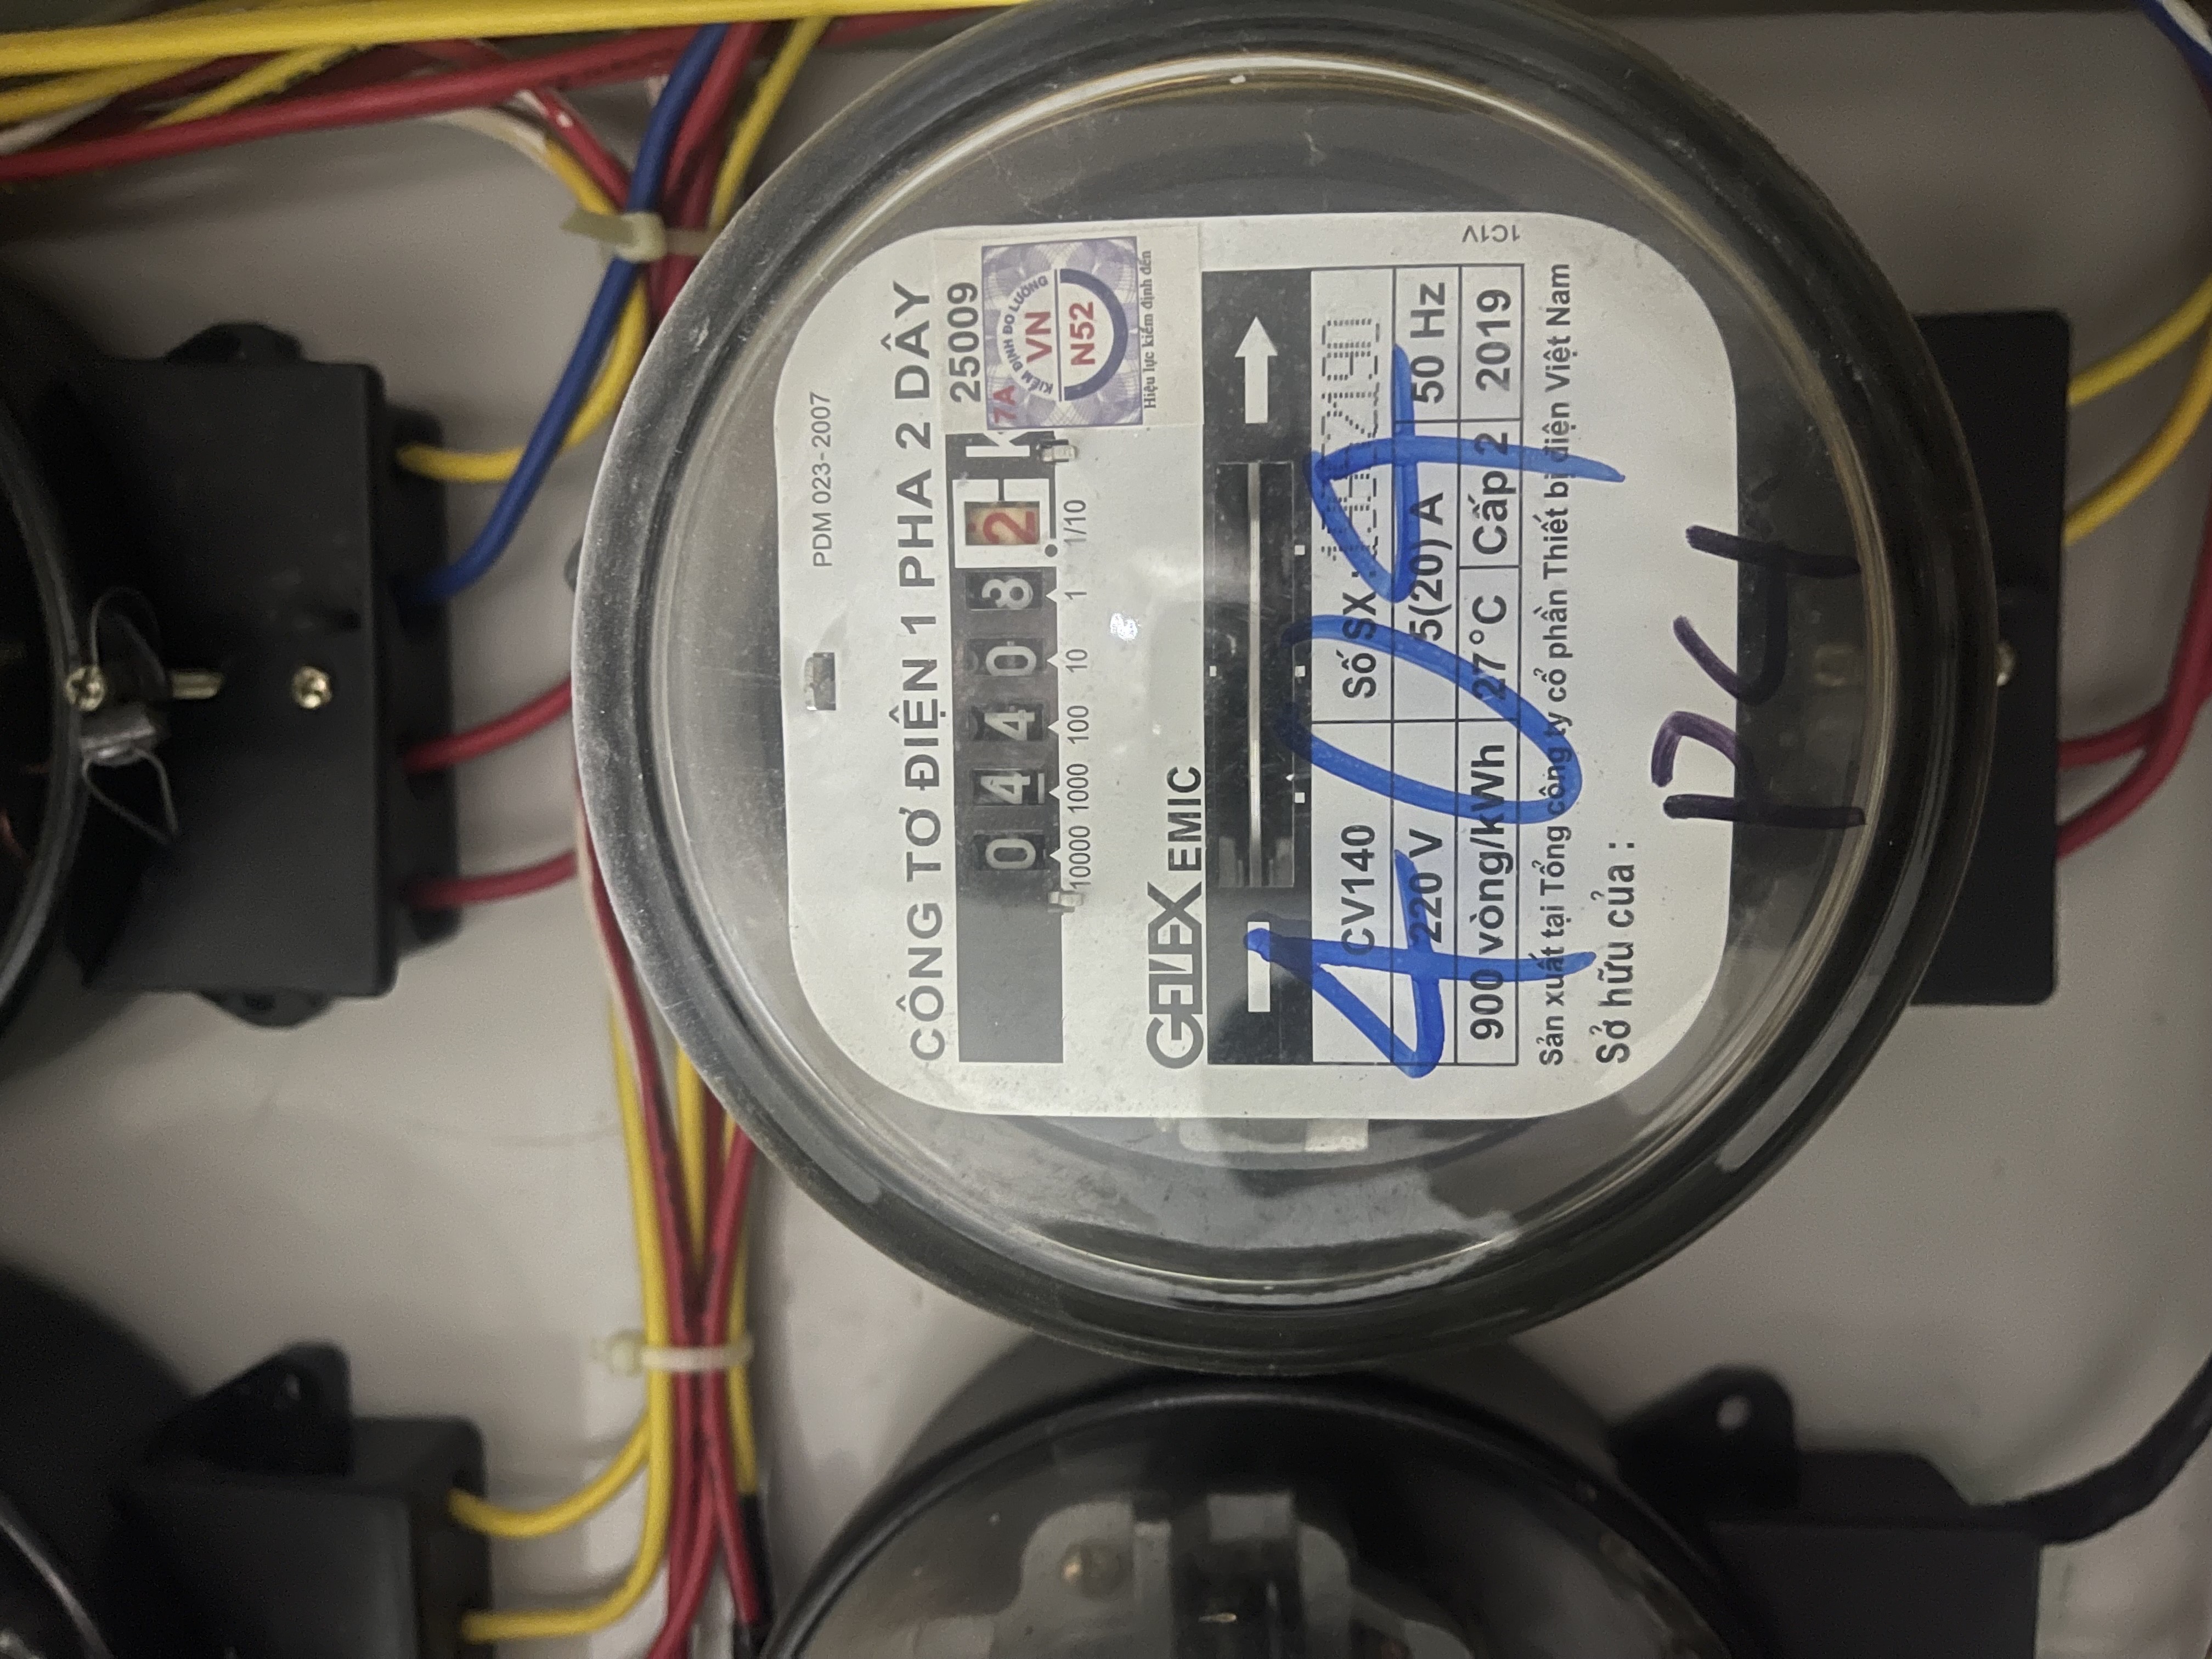 PDM 023-2007
CÔNG TƠ ĐIỆN 1 PHA 2 DÂY
250009
0 4 4 0 8 2
10000 1000 100 10 1 1/10
7A
KIỂM ĐỊNH ĐO LƯỜNG
VN
N52
Hiệu lực kiểm định đến
GELEX EMIC
CV140 Số SX:
220 V 5(20) A 50 Hz
900 vòng/kWh 27°C Cấp 2 2019
Sản xuất tại Tổng công ty cổ phần Thiết bị điện Việt Nam
Sở hữu của :
1C1V
404
P4